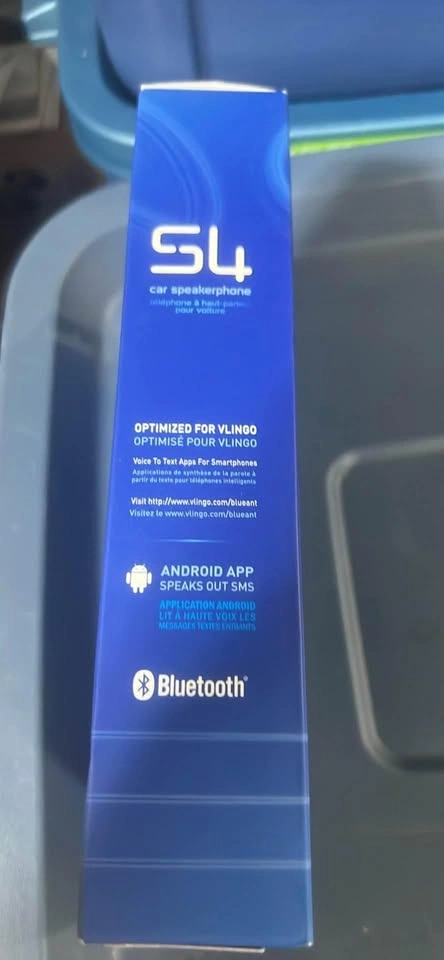 S4
car speakerphone
téléphone à haut-parleur
pour voiture
OPTIMIZED FOR VLINGO
OPTIMISÉ POUR VLINGO
Voice To Text Apps For Smartphones
Applications de synthèse de la parole à
partir du texte pour téléphones intelligents
Visit http://www.vlingo.com/blueant
Visitez le www.vlingo.com/blueant
ANDROID APP
SPEAKS OUT SMS
APPLICATION ANDROID
LIT À HAUTE VOIX LES
MESSAGES TEXTES ENTRANTS
Bluetooth®